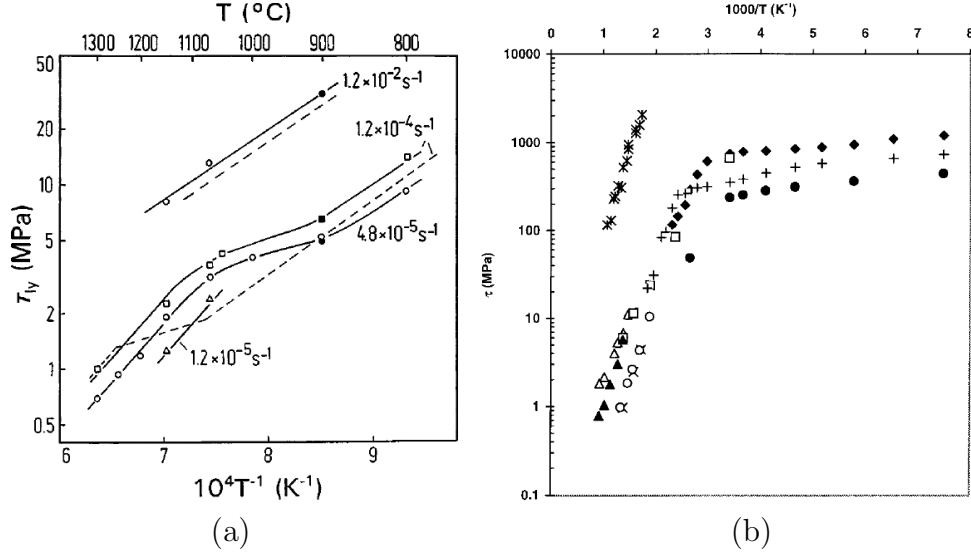 T (°C)
1300 1200 1100 1000 900 800
50
20
10
5
2
1
0.5
τly (MPa)
1.2×10⁻²s⁻¹
1.2×10⁻⁴s⁻¹
4.8×10⁻⁵s⁻¹
1.2×10⁻⁵s⁻¹
6 7 8 9
10⁴T⁻¹ (K⁻¹)
(a)
1000/T (K⁻¹)
0 1 2 3 4 5 6 7 8
10000
1000
100
10
1
0.1
τ (MPa)
(b)